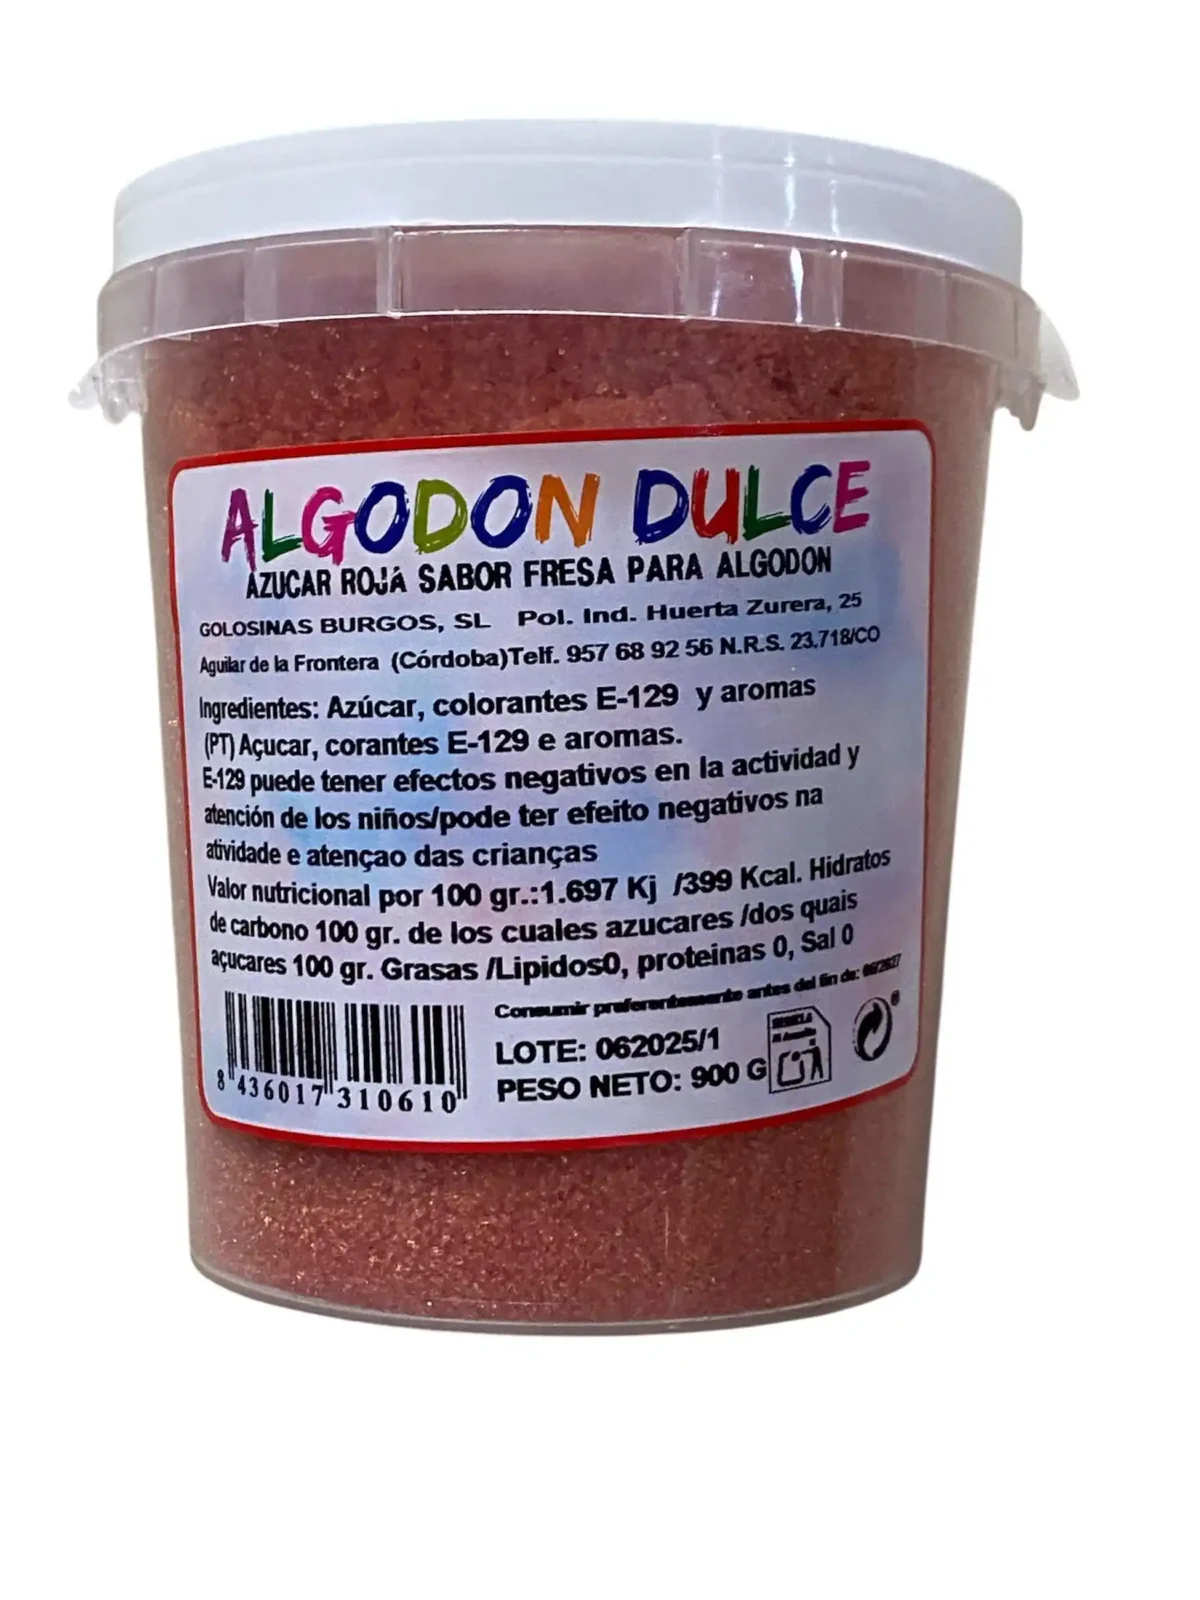 ALGODON DULCE
AZUCAR ROJA SABOR FRESA PARA ALGODON
GOLOSINAS BURGOS, SL Pol. Ind. Huerta Zurera, 25
Aguilar de la Frontera (Córdoba)Telf. 957 68 92 56 N.R.S. 23.718/CO
Ingredientes: Azúcar, colorantes E-129 y aromas
(PT) Açucar, corantes E-129 e aromas.
E-129 puede tener efectos negativos en la actividad y
atención de los niños/pode ter efeito negativos na
atividade e atençao das crianças
Valor nutricional por 100 gr.:1.697 Kj /399 Kcal. Hidratos
de carbono 100 gr. de los cuales azucares /dos quais
açucares 100 gr. Grasas /Lipidos0, proteinas 0, Sal 0
Consumir preferentemente antes del fin de: 06/2027
LOTE: 062025/1
PESO NETO: 900 G
RECICLA
8 436017 310610